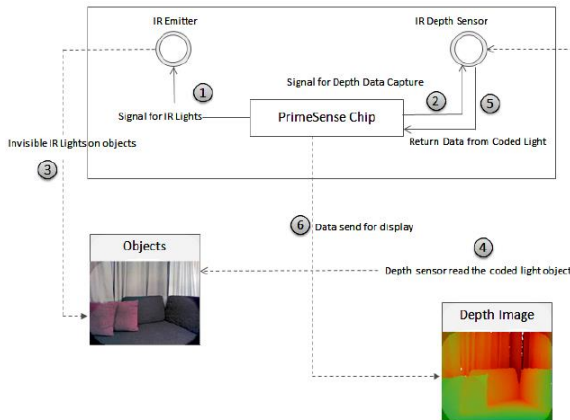 IR Emitter
IR Depth Sensor
1
Signal for Depth Data Capture
2
5
Signal for IR Lights
PrimeSense Chip
Invisible IR Lights on objects
Return Data from Coded Light
3
6
Data send for display
4
Objects
Depth sensor read the coded light object
Depth Image